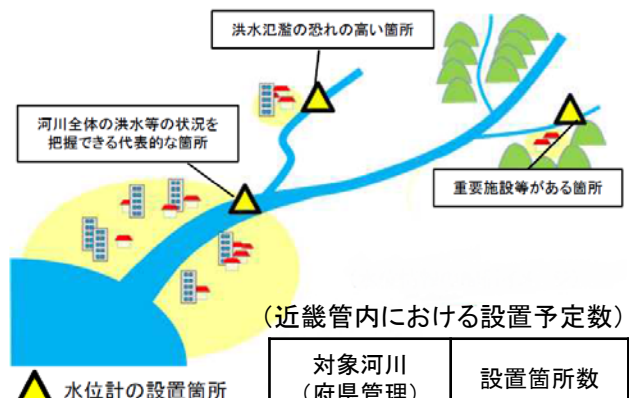 洪水氾濫の恐れの高い箇所
河川全体の洪水等の状況を
把握できる代表的な箇所
重要施設等がある箇所
(近畿管内における設置予定数)
水位計の設置箇所
対象河川
(府県管理)
設置箇所数